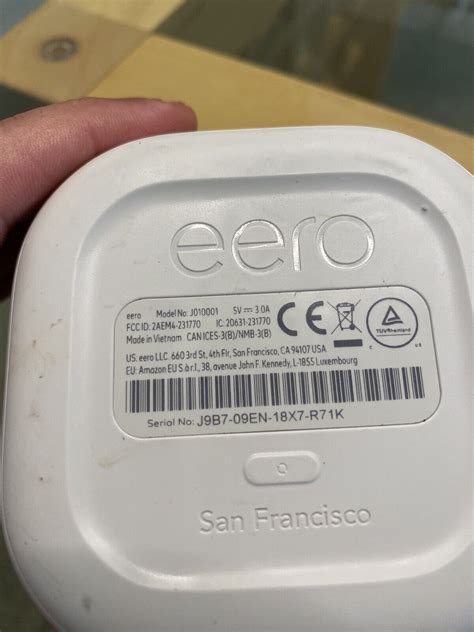 eero
eero Model No: J010001 5V ⎓ 3.0A
FCC ID: 2AEM4-231770 IC: 20631-231770
Made in Vietnam CAN ICES-3(B)/NMB-3(B)
CE
TÜVRheinland
US. eero LLC. 660 3rd St, 4th Flr, San Francisco, CA 94107 USA
EU: Amazon EU S.à r.l., 38, avenue John F. Kennedy, L-1855 Luxembourg
Serial No: J9B7-09EN-18X7-R71K
San Francisco